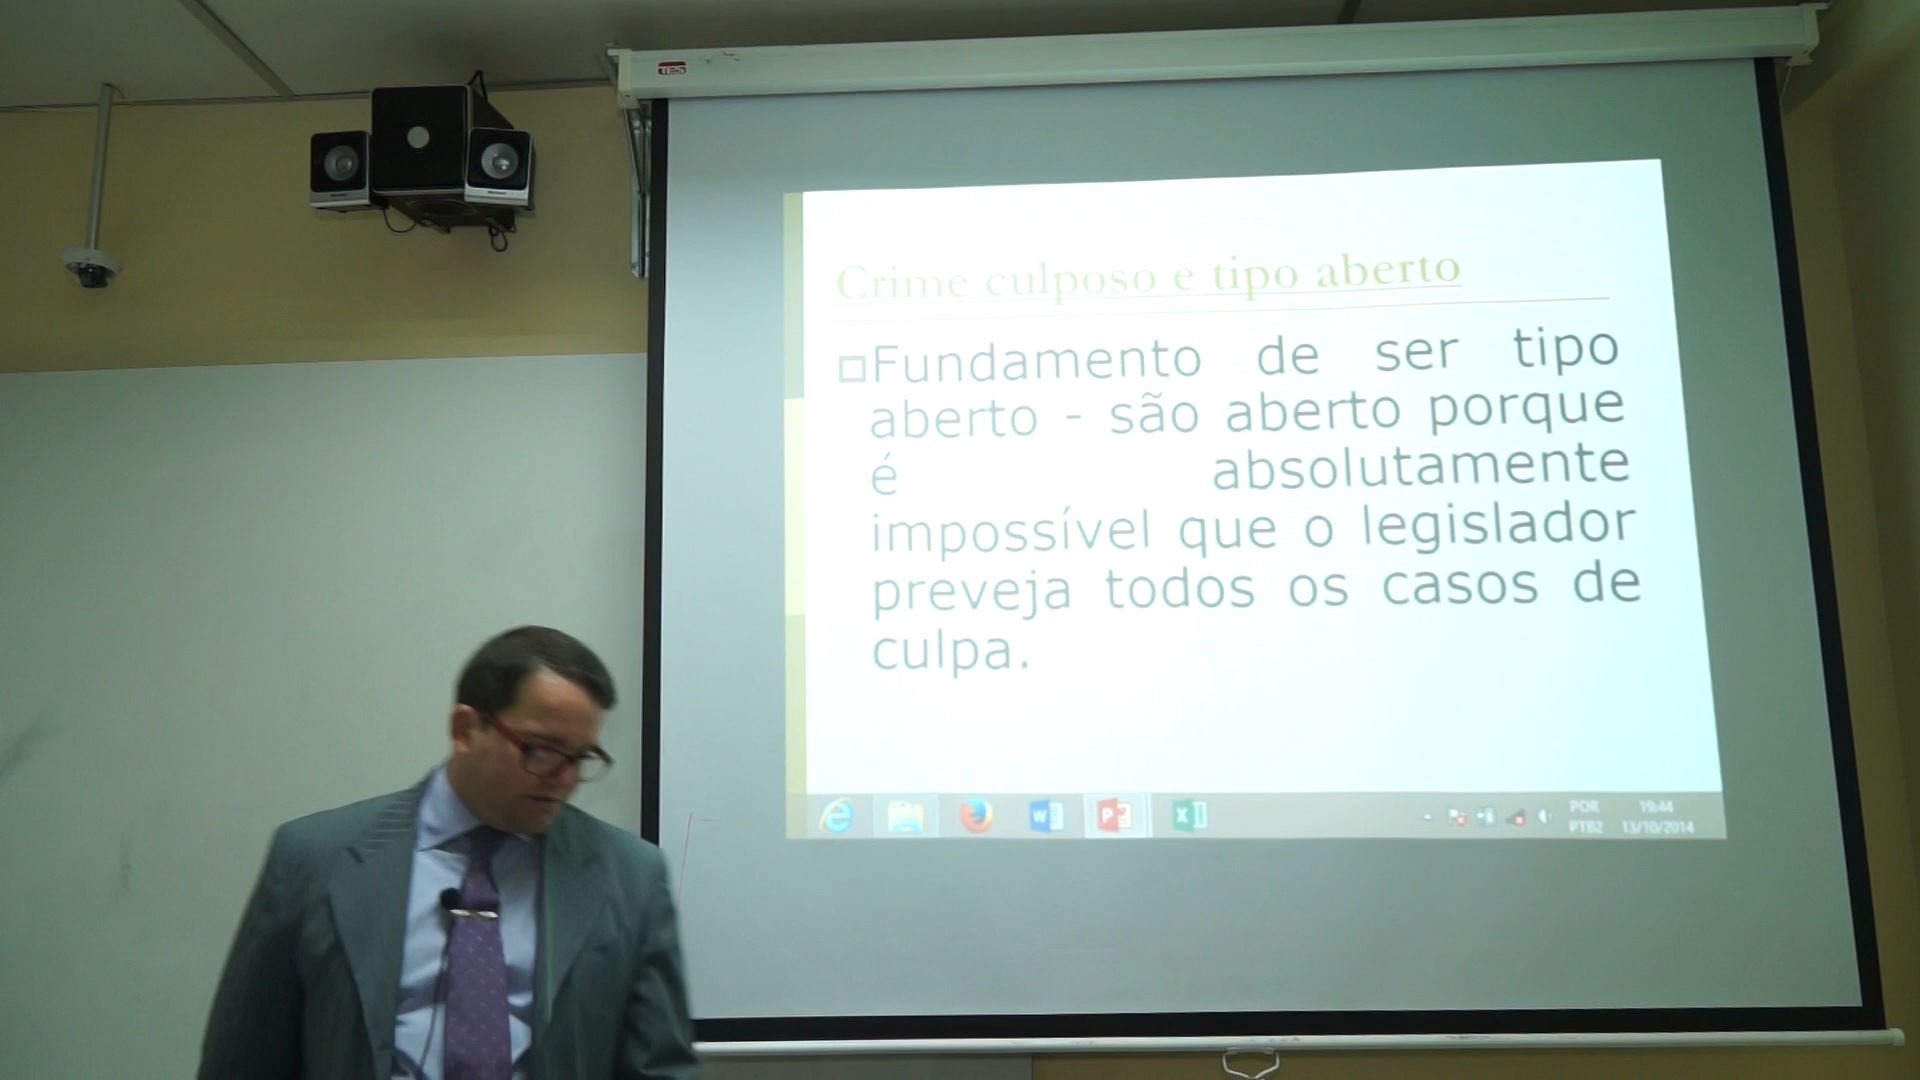 TES
Crime culposo e tipo aberto
Fundamento de ser tipo
aberto - são aberto porque
é absolutamente
impossível que o legislador
preveja todos os casos de
culpa.
POR 19:44
PTB2 13/10/2014